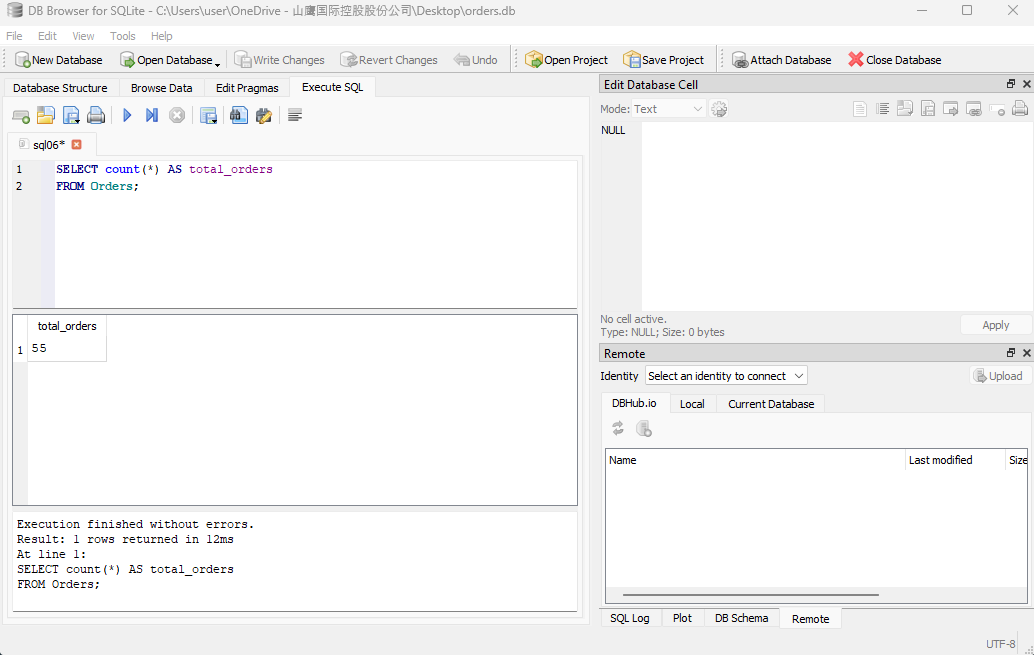 DB Browser for SQLite - C:\Users\user\OneDrive - 山鹰国际控股股份公司\Desktop\orders.db
File Edit View Tools Help
New Database Open Database Write Changes Revert Changes Undo Open Project Save Project Attach Database Close Database
Database Structure Browse Data Edit Pragmas Execute SQL
sql06*
1 SELECT count(*) AS total_orders
2 FROM Orders;
total_orders
1 55
Execution finished without errors.
Result: 1 rows returned in 12ms
At line 1:
SELECT count(*) AS total_orders
FROM Orders;
Edit Database Cell
Mode: Text
NULL
No cell active.
Type: NULL; Size: 0 bytes
Apply
Remote
Identity Select an identity to connect Upload
DBHub.io Local Current Database
Name Last modified Size
SQL Log Plot DB Schema Remote
UTF-8